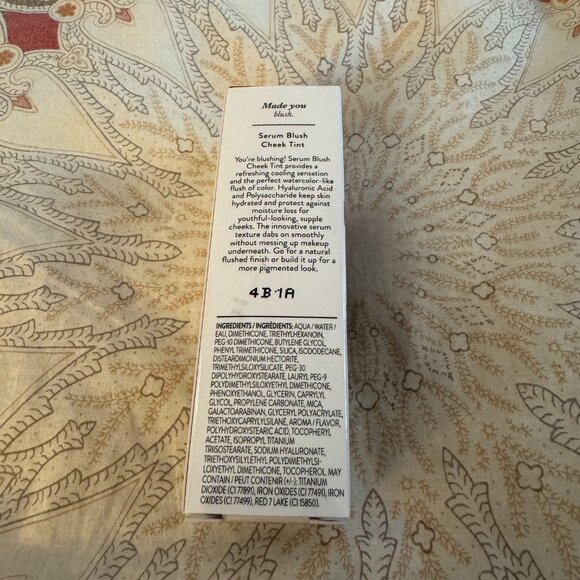 Made you
blush.
Serum Blush
Cheek Tint
You're blushing! Serum Blush
Cheek Tint provides a
refreshing cooling sensation
and the perfect watercolor-like
flush of color. Hyaluronic Acid
and Polysaccharide keep skin
hydrated and protect against
moisture loss for
youthful-looking, supple
cheeks. The innovative serum
texture dabs on smoothly
without messing up makeup
underneath. Go for a natural
flushed finish or build it up for a
more pigmented look.
4B·1A
INGREDIENTS / INGRÉDIENTS: AQUA / WATER /
EAU, DIMETHICONE, TRIETHYLHEXANOIN,
PEG-10 DIMETHICONE, BUTYLENE GLYCOL,
PHENYL TRIMETHICONE, SILICA, ISODODECANE,
DISTEARDIMONIUM HECTORITE,
TRIMETHYLSILOXYSILICATE, PEG-30
DIPOLYHYDROXYSTEARATE, LAURYL PEG-9
POLYDIMETHYLSILOXYETHYL DIMETHICONE,
PHENOXYETHANOL, GLYCERIN, CAPRYLYL
GLYCOL, PROPYLENE CARBONATE, MICA,
GALACTOARABINAN, GLYCERYL POLYACRYLATE,
TRIETHOXYCAPRYLYLSILANE, AROMA / FLAVOR,
POLYHYDROXYSTEARIC ACID, TOCOPHERYL
ACETATE, ISOPROPYL TITANIUM
TRIISOSTEARATE, SODIUM HYALURONATE,
TRIETHOXYSILYLETHYL POLYDIMETHYLSI-
LOXYETHYL DIMETHICONE, TOCOPHEROL MAY
CONTAIN / PEUT CONTENIR (+/-): TITANIUM
DIOXIDE (CI 77891), IRON OXIDES (CI 77491), IRON
OXIDES (CI 77499), RED 7 LAKE (CI 15850).